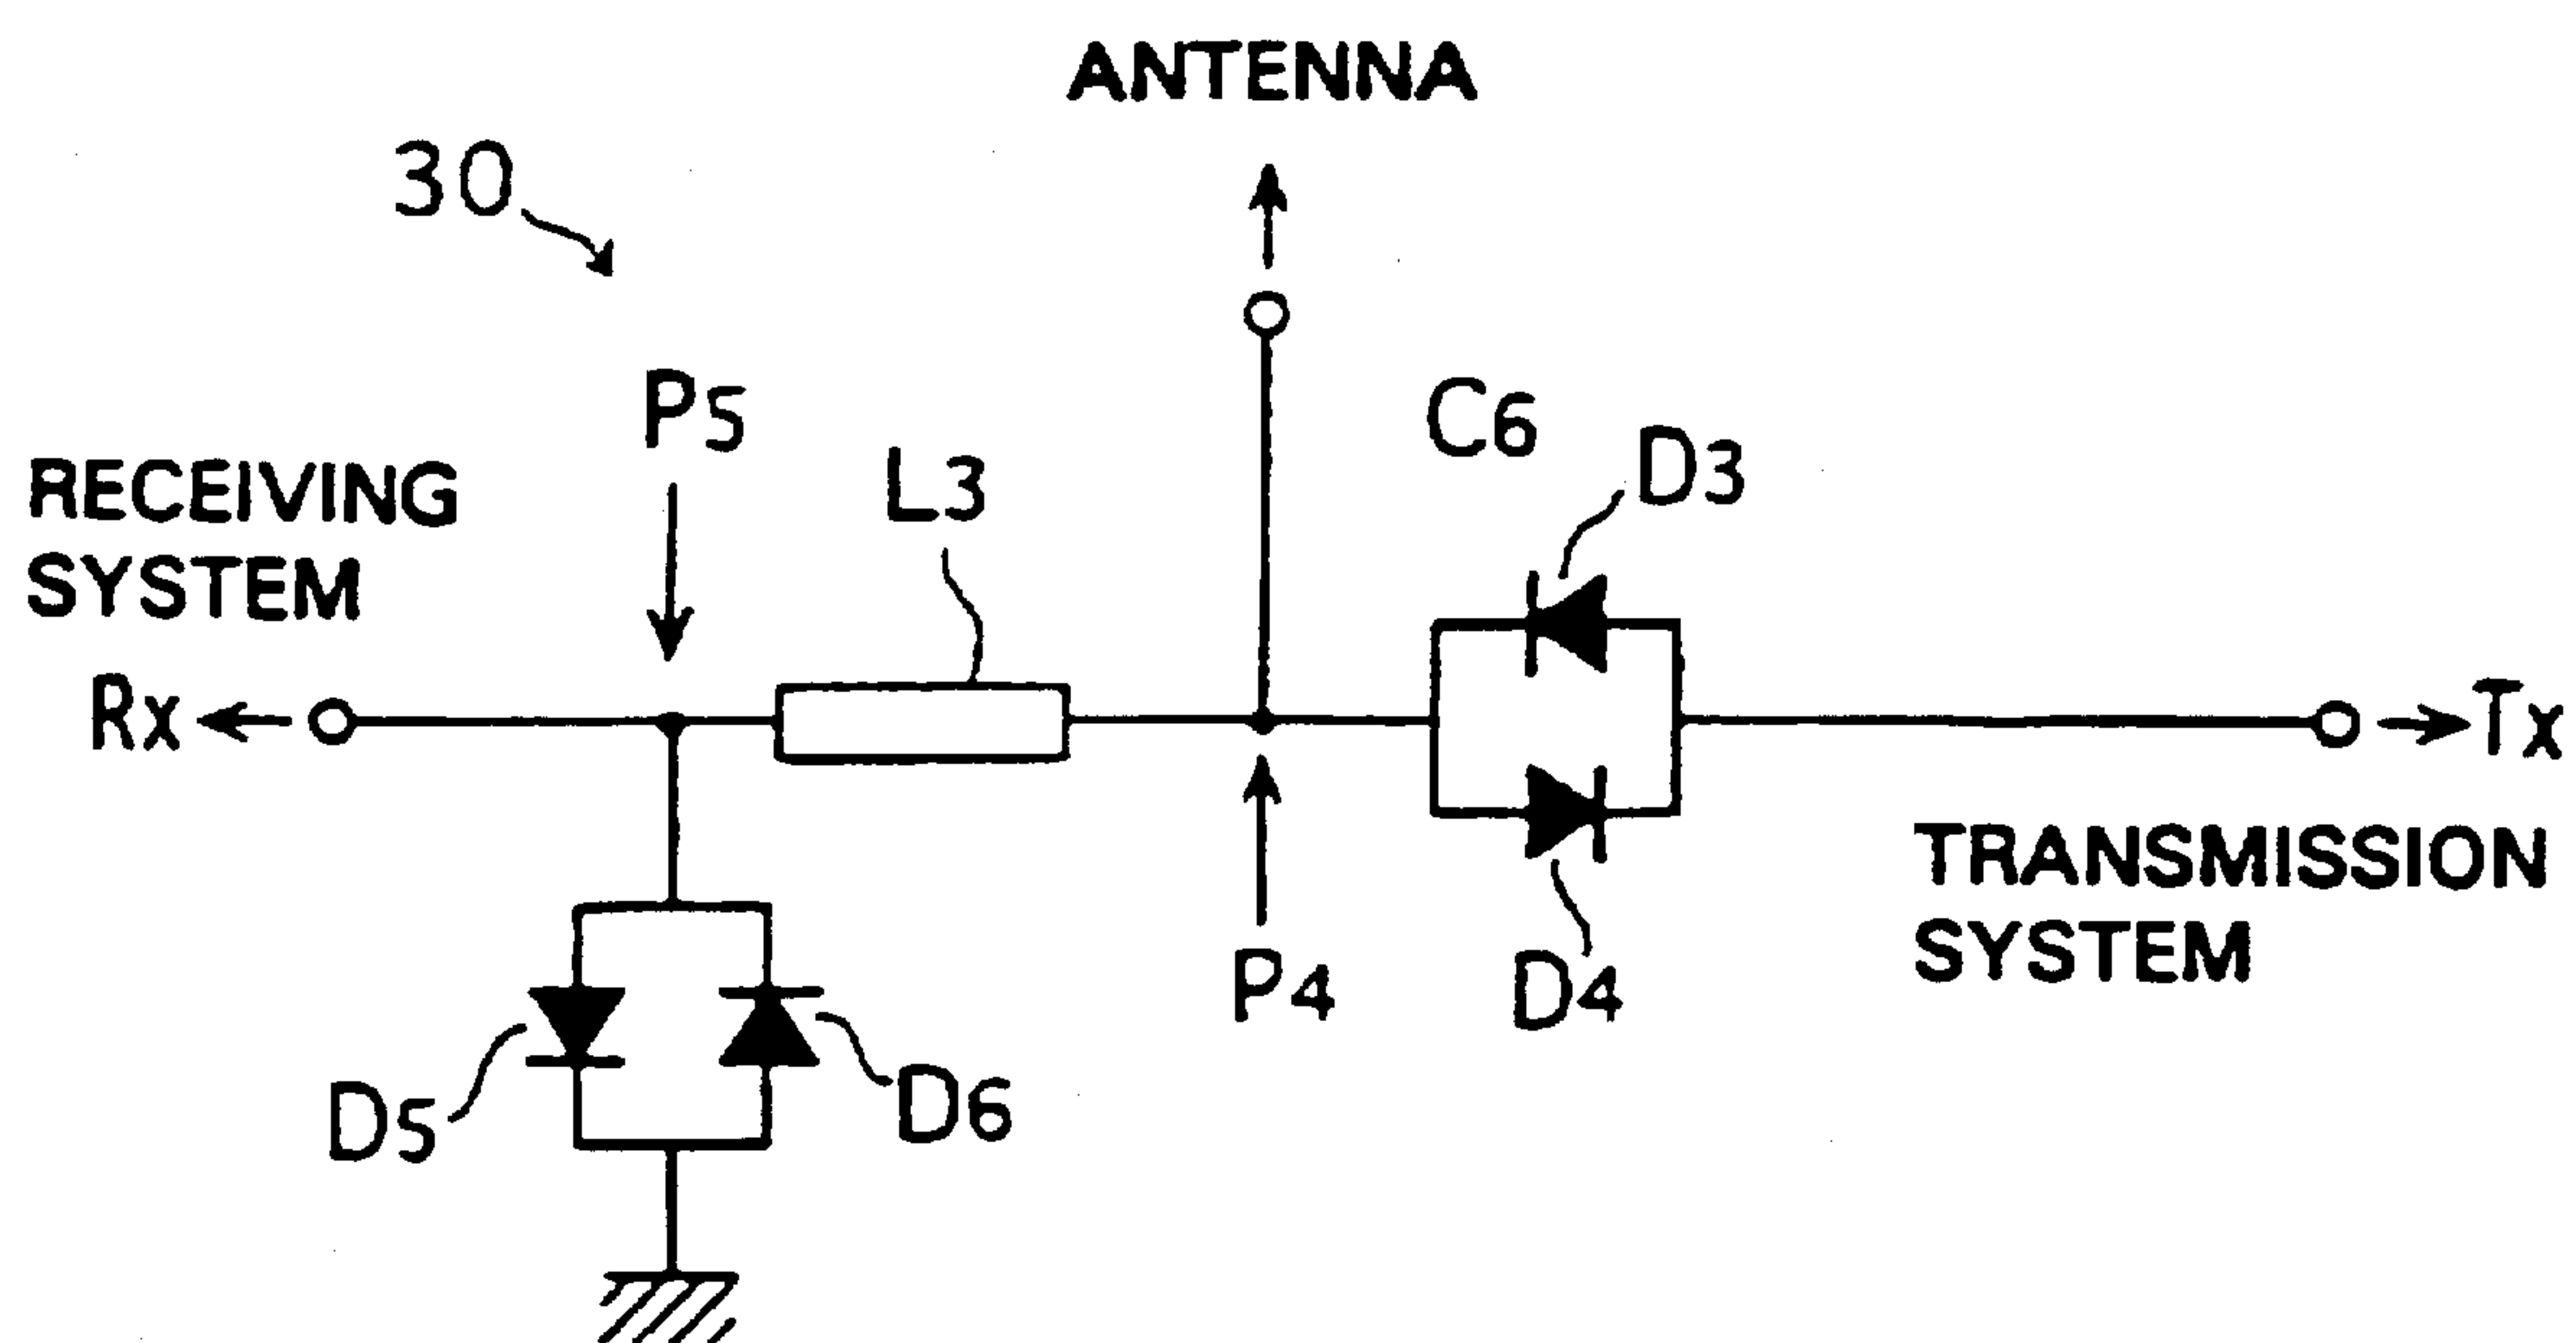 ANTENNA
30
P5
L3
C6
D3
RECEIVING
SYSTEM
Rx
Tx
TRANSMISSION
SYSTEM
P4
D4
D5
D6